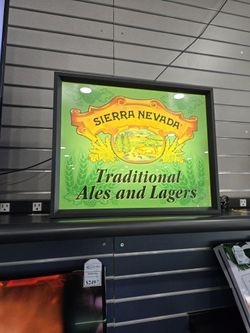 SIERRA NEVADA
Traditional
Ales and Lagers